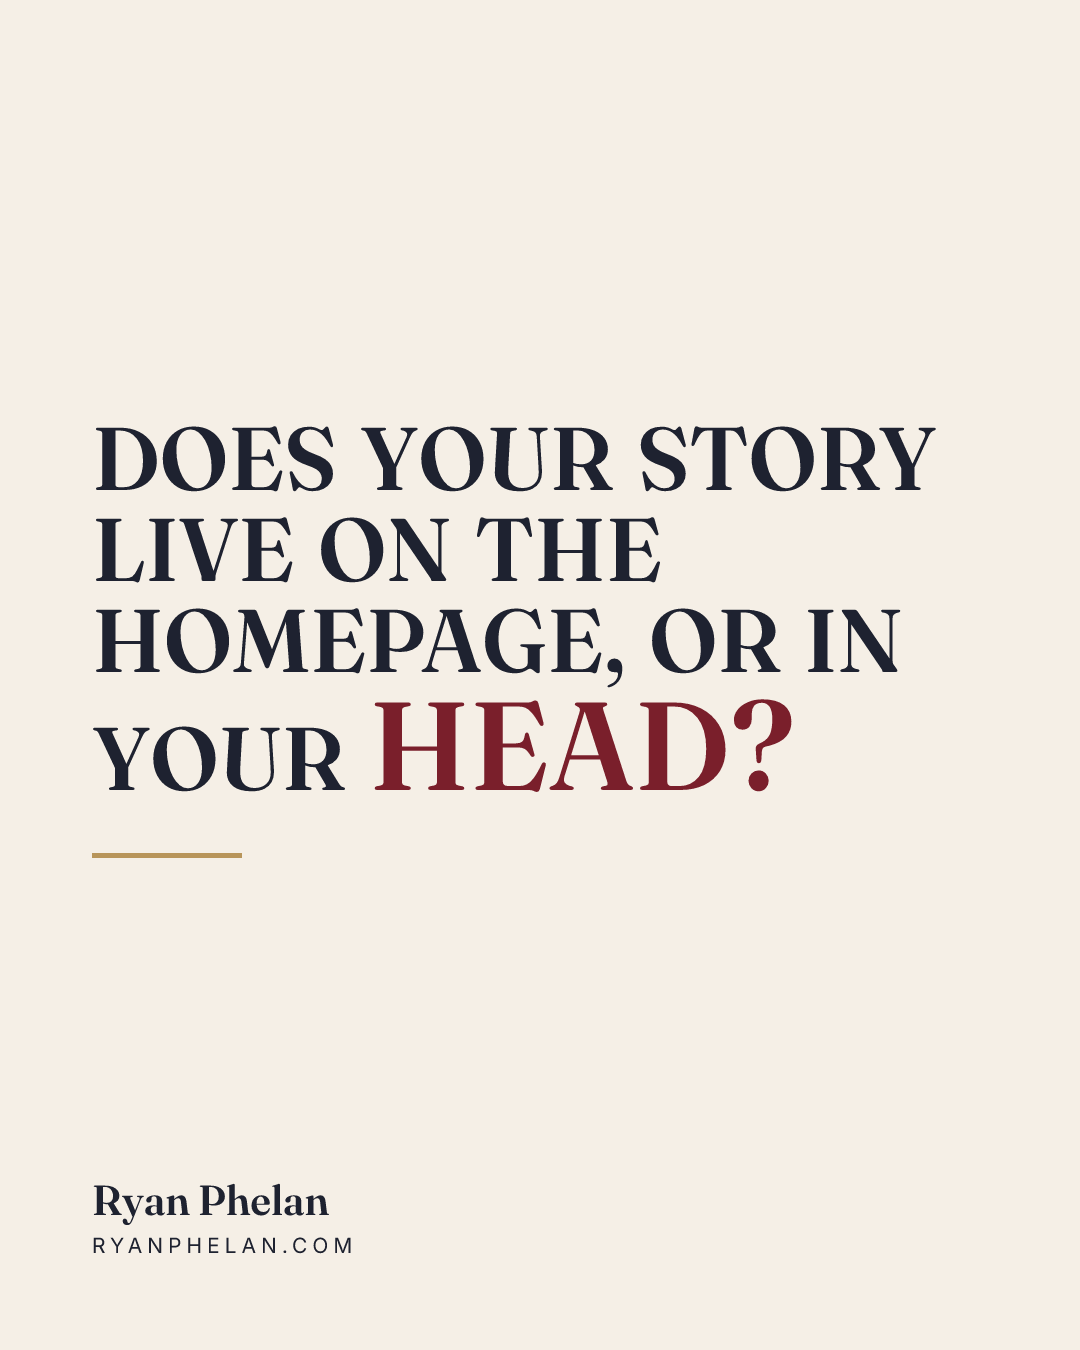 DOES YOUR STORY
LIVE ON THE
HOMEPAGE, OR IN
YOUR HEAD?
Ryan Phelan
RYANPHELAN.COM